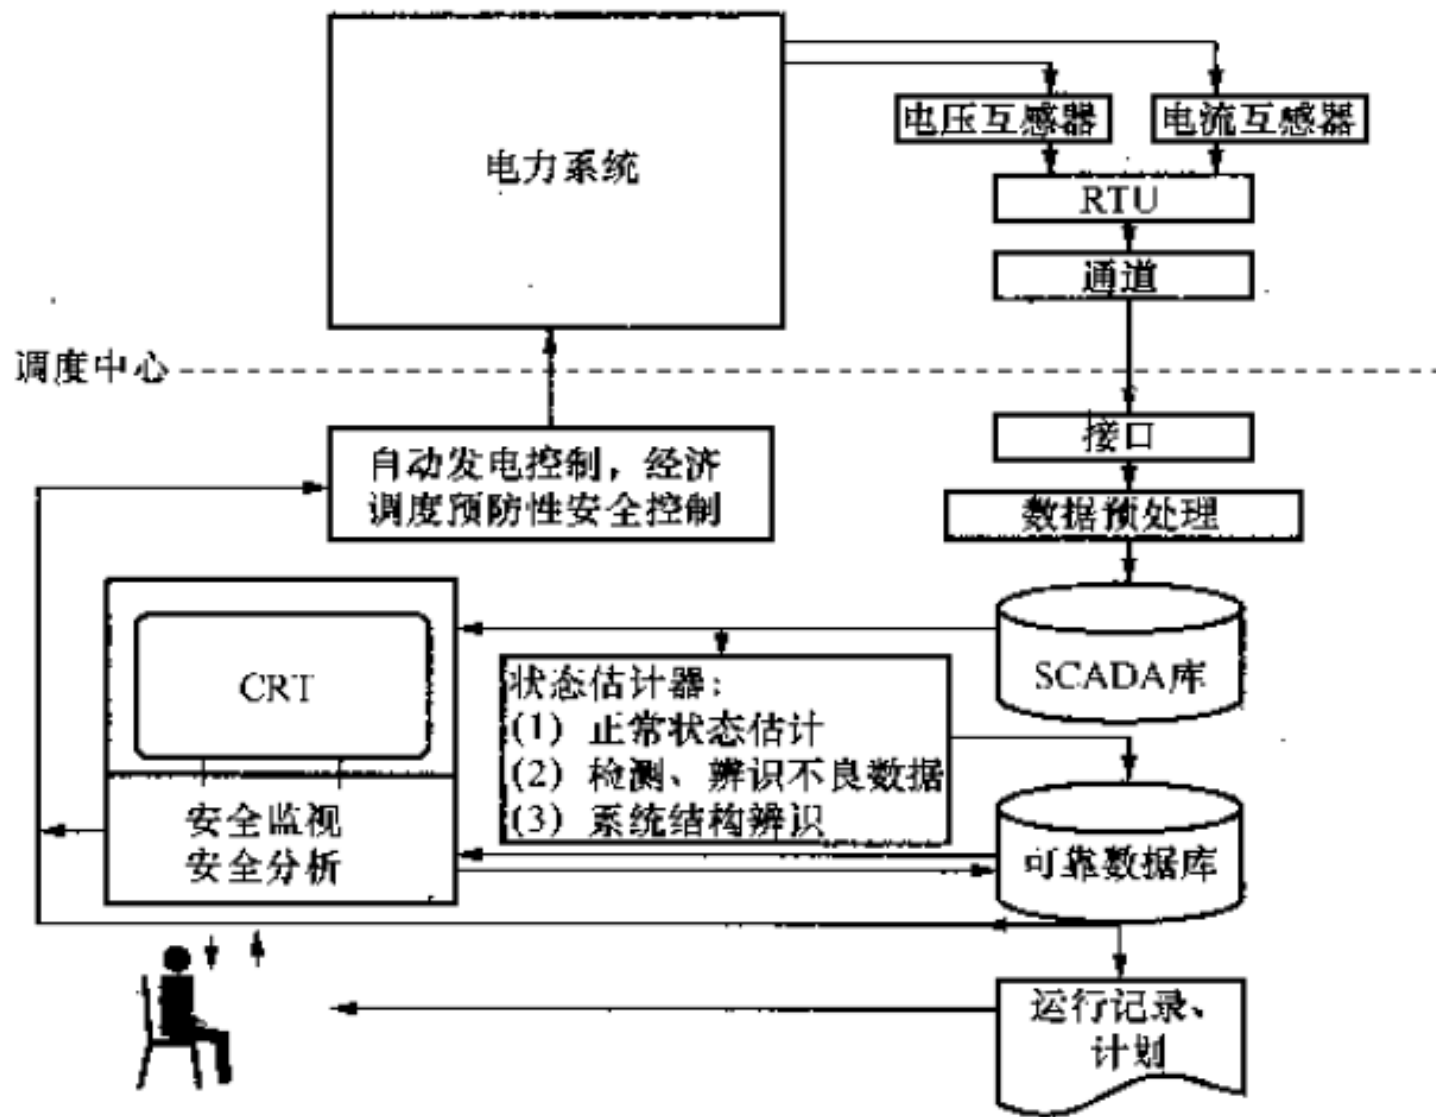 电力系统
电压互感器
电流互感器
RTU
通道
调度中心
接口
自动发电控制，经济
调度预防性安全控制
数据预处理
SCADA库
CRT
状态估计器：
(1) 正常状态估计
(2) 检测、辨识不良数据
(3) 系统结构辨识
安全监视
安全分析
可靠数据库
运行记录、
计划